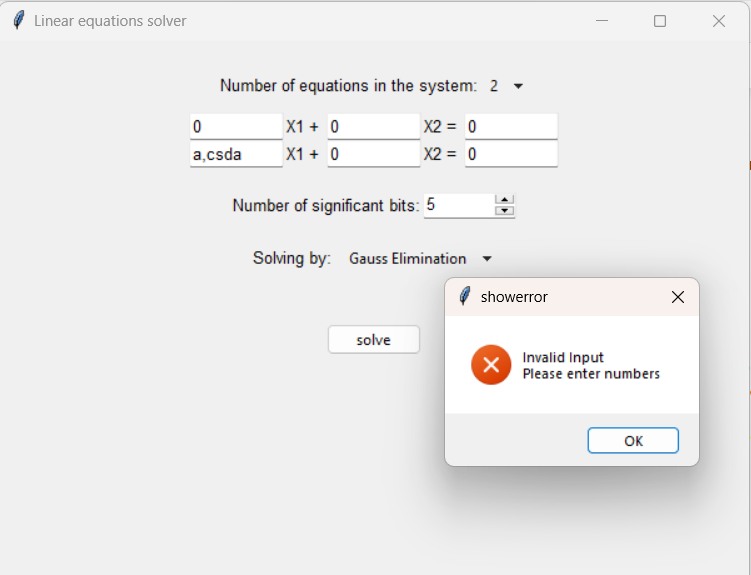 Linear equations solver
Number of equations in the system: 2
0 X1 + 0 X2 = 0
a,csda X1 + 0 X2 = 0
Number of significant bits: 5
Solving by: Gauss Elimination
solve
showerror
Invalid Input
Please enter numbers
OK